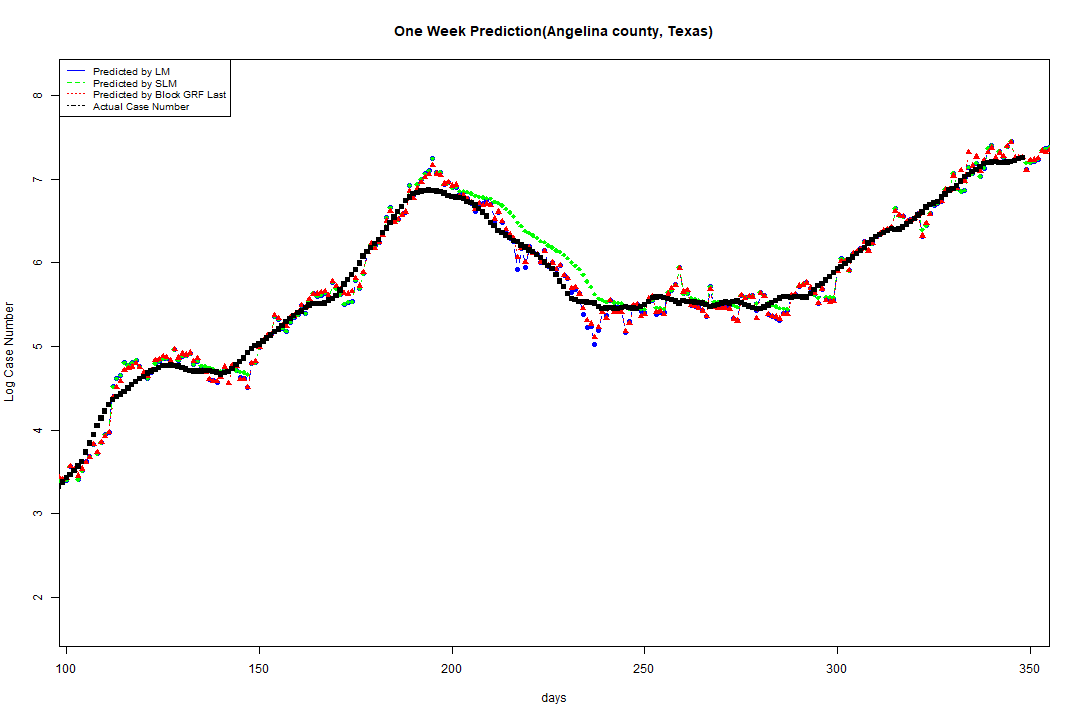 One Week Prediction(Angelina county, Texas)
Predicted by LM
Predicted by SLM
Predicted by Block GRF Last
Actual Case Number
8
7
6
5
4
3
2
Log Case Number
100 150 200 250 300 350
days